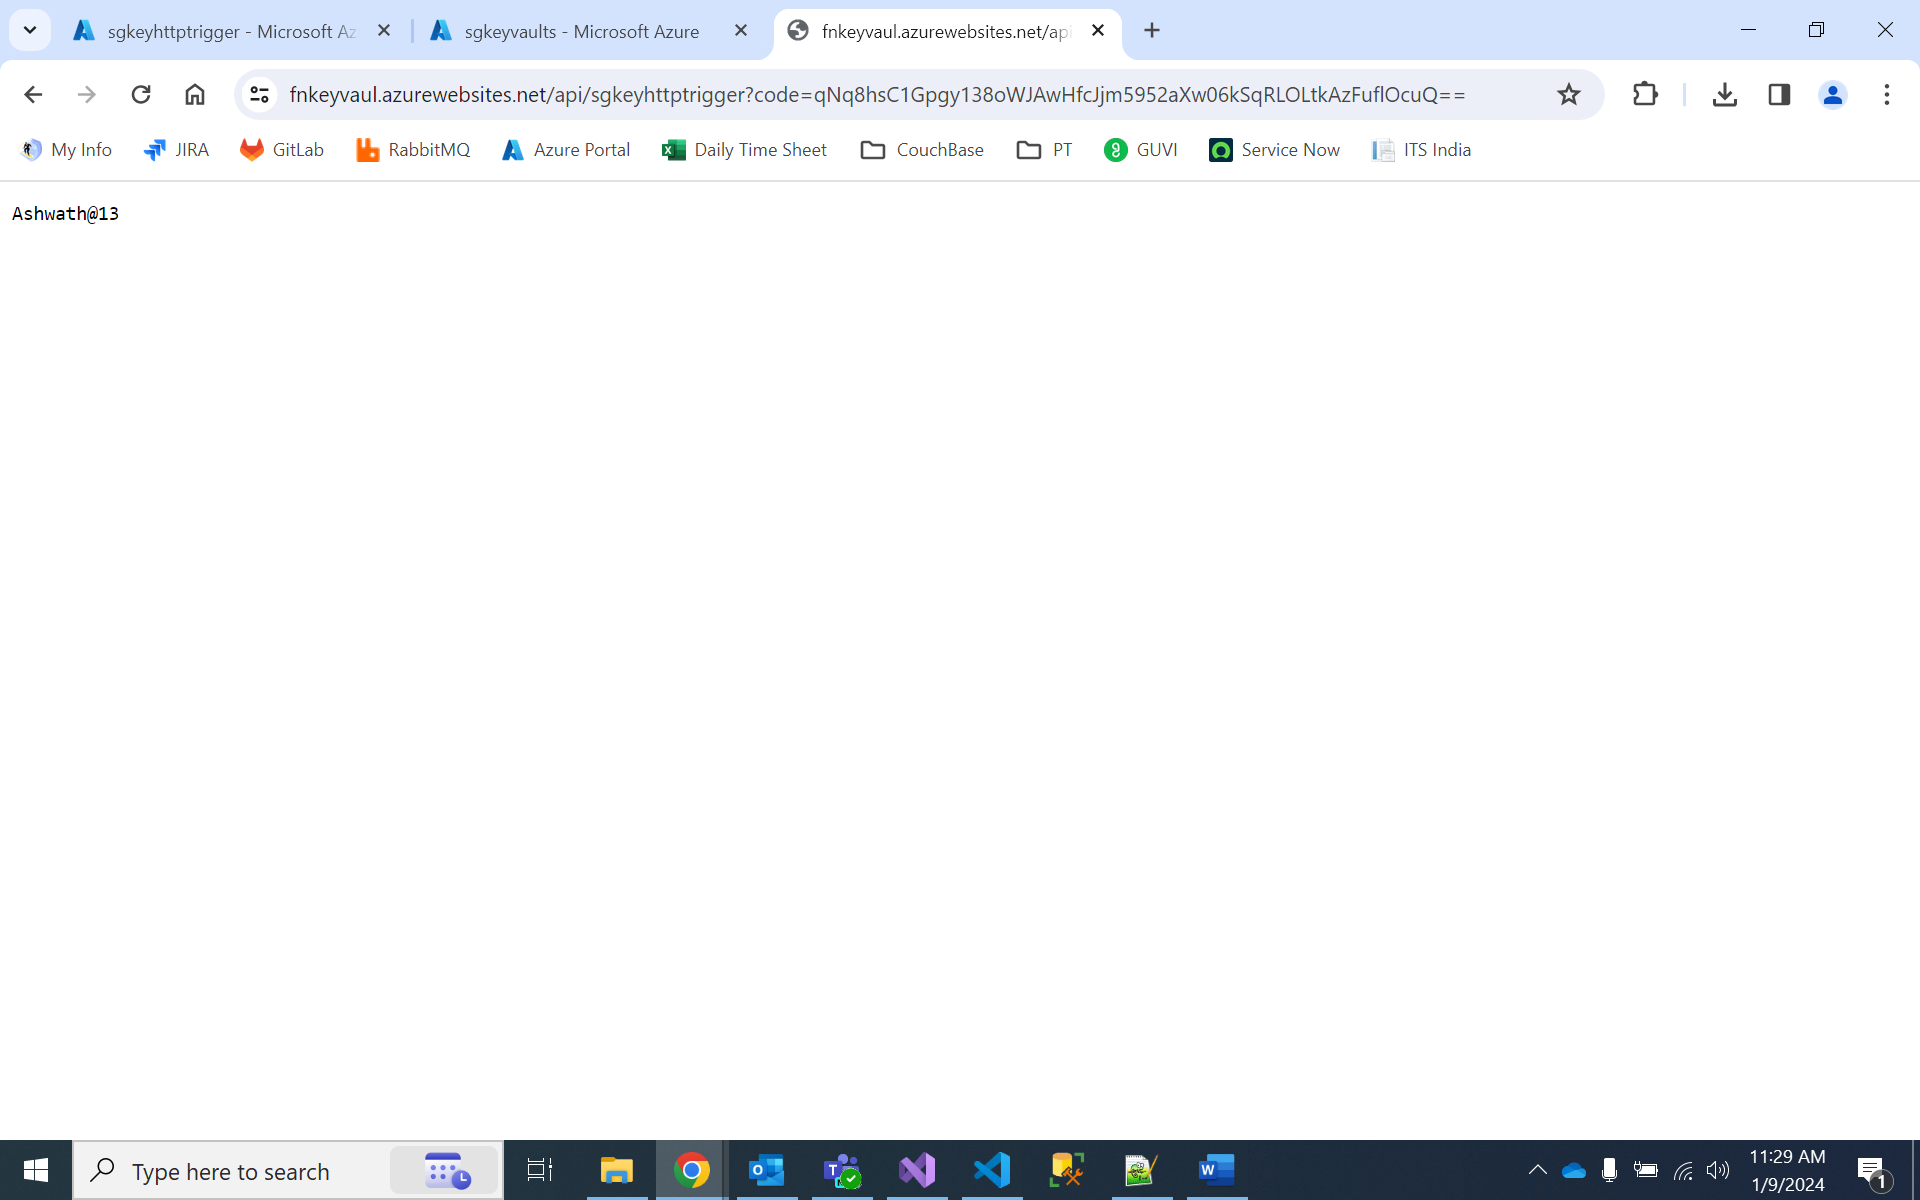 sgkeyhttptrigger - Microsoft Az
sgkeyvaults - Microsoft Azure
fnkeyvaul.azurewebsites.net/api
fnkeyvaul.azurewebsites.net/api/sgkeyhttptrigger?code=qNq8hsC1Gpgy138oWJAwHfcJjm5952aXw06kSqRLOLtkAzFuflOcuQ==
My Info JIRA GitLab RabbitMQ Azure Portal Daily Time Sheet CouchBase PT GUVI Service Now ITS India
Ashwath@13
Type here to search
11:29 AM
1/9/2024
1